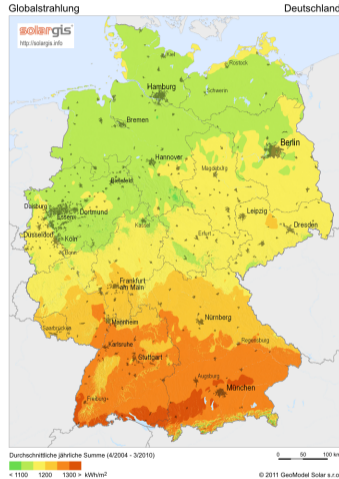 Globalstrahlung
Deutschland
solargis
http://solargis.info
Kiel
Rostock
Hamburg
Schwerin
Bremen
Berlin
Hannover
Magdeburg
Bielefeld
Duisburg
Essen
Dortmund
Düsseldorf
Kassel
Leipzig
Dresden
Köln
Bonn
Erfurt
Frankfurt
am Main
Mannheim
Nürnberg
Saarbrücken
Karlsruhe
Regensburg
Stuttgart
Augsburg
München
Freiburg
Durchschnittliche jährliche Summe (4/2004 - 3/2010)
0 50 100 km
< 1100 1200 1300 > kWh/m²
© 2011 GeoModel Solar s.r.o.